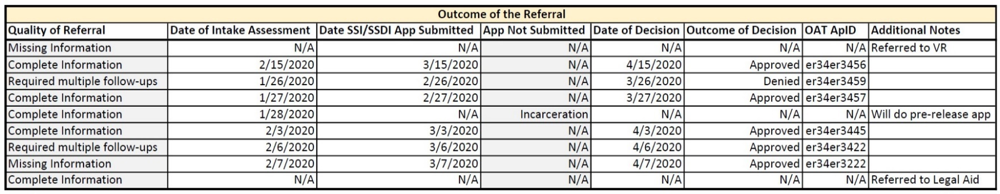 Outcome of the Referral
Quality of Referral Date of Intake Assessment Date SSI/SSDI App Submitted App Not Submitted Date of Decision Outcome of Decision OAT ApID Additional Notes
Missing Information N/A N/A N/A N/A N/A N/A Referred to VR
Complete Information 2/15/2020 3/15/2020 N/A 4/15/2020 Approved er34er3456
Required multiple follow-ups 1/26/2020 2/26/2020 N/A 3/26/2020 Denied er34er3459
Complete Information 1/27/2020 2/27/2020 N/A 3/27/2020 Approved er34er3457
Complete Information 1/28/2020 N/A Incarceration N/A N/A N/A Will do pre-release app
Complete Information 2/3/2020 3/3/2020 N/A 4/3/2020 Approved er34er3445
Required multiple follow-ups 2/6/2020 3/6/2020 N/A 4/6/2020 Approved er34er3422
Missing Information 2/7/2020 3/7/2020 N/A 4/7/2020 Approved er34er3222
Complete Information N/A N/A N/A N/A N/A N/A Referred to Legal Aid